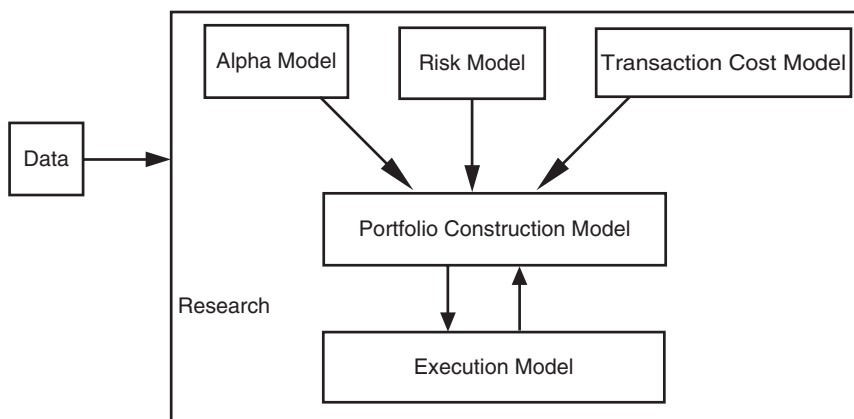 Alpha Model
Risk Model
Transaction Cost Model
Data
Portfolio Construction Model
Research
Execution Model